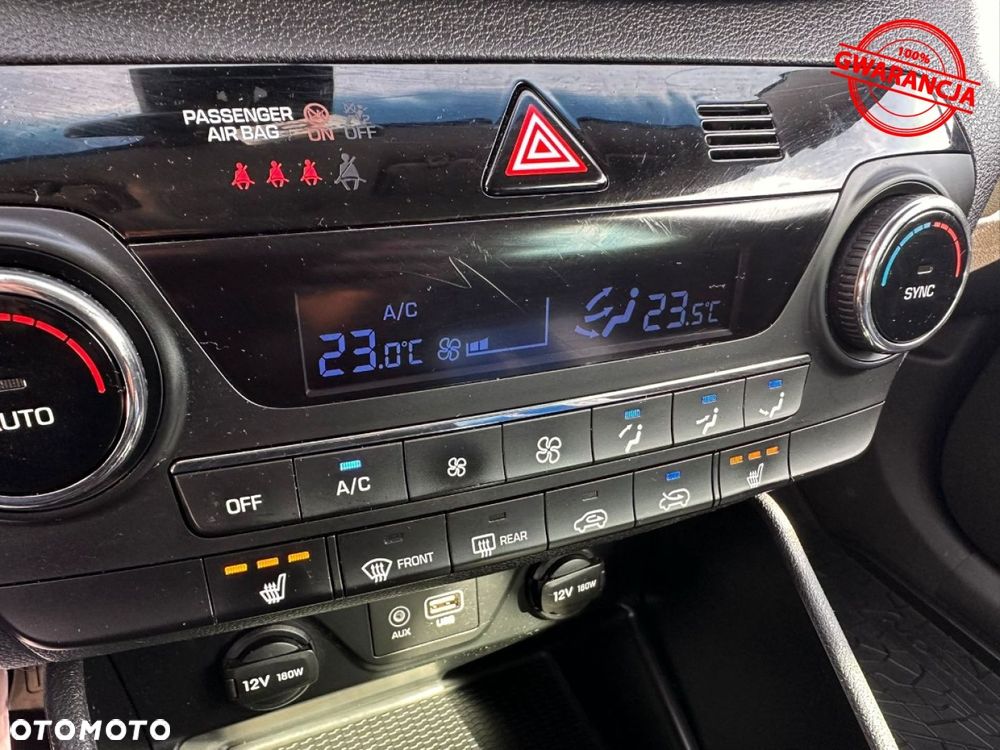 100%
GWARANCJA
PASSENGER
AIR BAG ON OFF
A/C
23.0°C
23.5°C
SYNC
AUTO
OFF
A/C
FRONT
REAR
AUX
USB
12V 180W
12V 180W
OTOMOTO